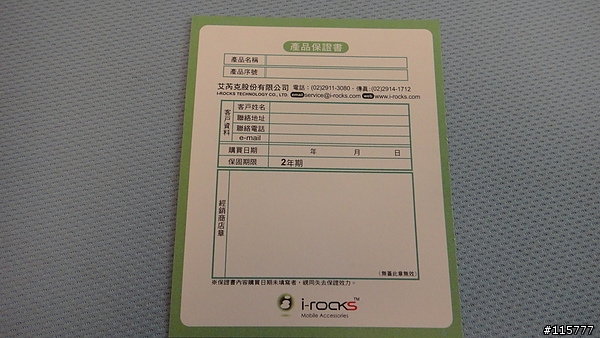 產品保證書
產品名稱
產品序號
艾芮克股份有限公司 電話：(02)2911-3080．傳真：(02)2914-1712
I-ROCKS TECHNOLOGY CO., LTD. email service@i-rocks.com web www.i-rocks.com
客戶資料
客戶姓名
聯絡地址
聯絡電話
e-mail
購買日期 年 月 日
保固期限 2年期
經銷商店章
(無蓋此章無效)
※保證書內容購買日期未填寫者，視同失去保證效力。
i-rocks™
Mobile Accessories
#115777